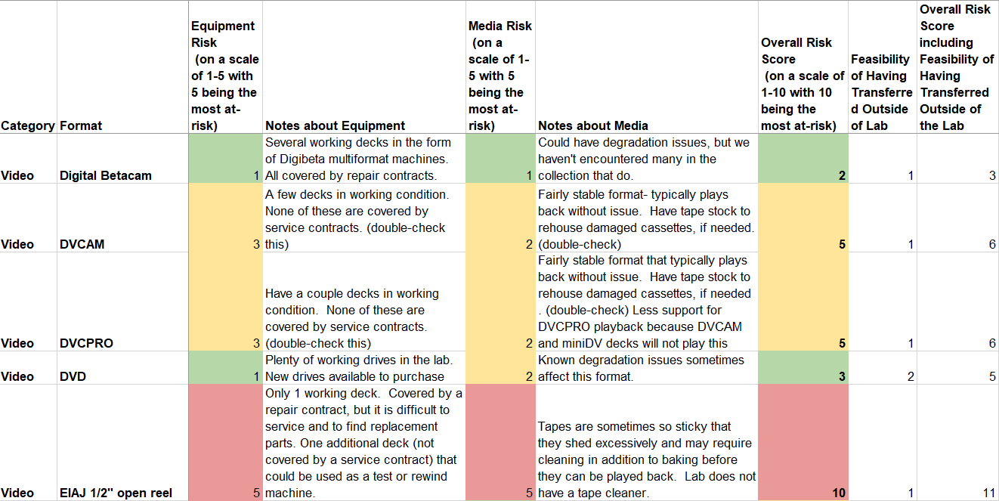 Category
Format
Equipment
Risk
(on a scale
of 1-5 with
5 being the
most at-
risk)
Notes about Equipment
Media Risk
(on a
scale of 1-
5 with 5
being the
most at-
risk)
Notes about Media
Overall Risk
Score
(on a scale of
1-10 with 10
being the
most at-risk)
Feasibility
of Having
Transferre
d Outside
of Lab
Overall Risk
Score
including
Feasibility of
Having
Transferred
Outside of
the Lab
Video
Digital Betacam
1
Several working decks in the form
of Digibeta multiformat machines.
All covered by repair contracts.
1
Could have degradation issues, but we
haven't encountered many in the
collection that do.
2
1
3
Video
DVCAM
3
A few decks in working condition.
None of these are covered by
service contracts. (double-check
this)
2
Fairly stable format- typically plays
back without issue.  Have tape stock to
rehouse damaged cassettes, if needed.
(double-check)
5
1
6
Video
DVCPRO
3
Have a couple decks in working
condition.  None of these are
covered by service contracts.
(double-check this)
2
Fairly stable format that typically plays
back without issue.  Have tape stock to
rehouse damaged cassettes, if needed
. (double-check) Less support for
DVCPRO playback because DVCAM
and miniDV decks will not play this
5
1
6
Video
DVD
1
Plenty of working drives in the lab.
New drives available to purchase
2
Known degradation issues sometimes
affect this format.
3
2
5
Video
EIAJ 1/2" open reel
5
Only 1 working deck.  Covered by a
repair contract, but it is difficult to
service and to find replacement
parts. One additional deck (not
covered by a service contract) that
could be used as a test or rewind
machine.
5
Tapes are sometimes so sticky that
they shed excessively and may require
cleaning in addition to baking before
they can be played back.  Lab does not
have a tape cleaner.
10
1
11